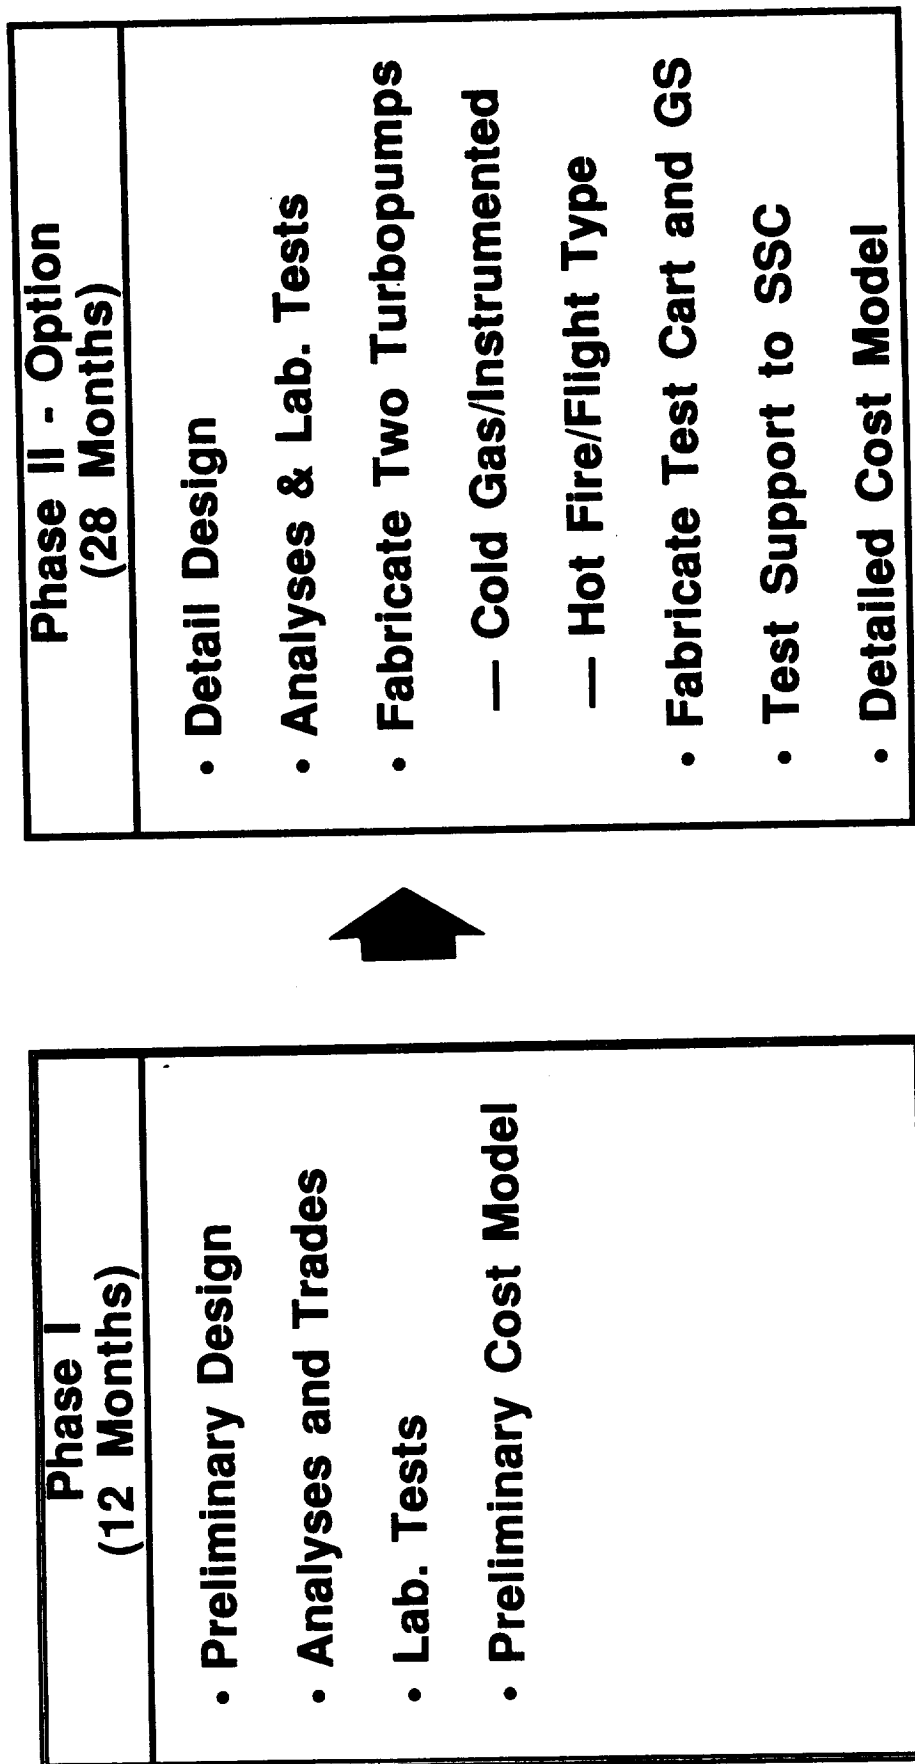 Phase I
(12 Months)
• Preliminary Design
• Analyses and Trades
• Lab. Tests
• Preliminary Cost Model
Phase II - Option
(28 Months)
• Detail Design
• Analyses & Lab. Tests
• Fabricate Two Turbopumps
— Cold Gas/Instrumented
— Hot Fire/Flight Type
• Fabricate Test Cart and GS
• Test Support to SSC
• Detailed Cost Model